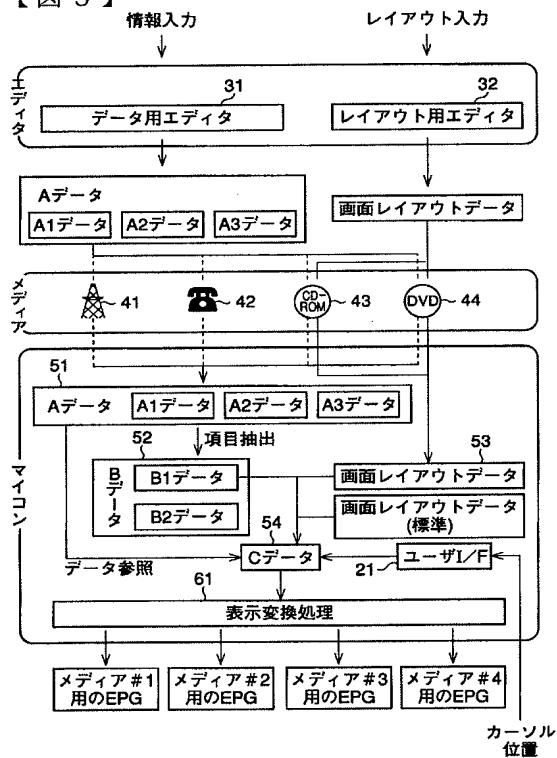 情報入力
レイアウト入力
エディタ
31
データ用エディタ
32
レイアウト用エディタ
Aデータ
A1データ
A2データ
A3データ
画面レイアウトデータ
メディア
41
42
CD-
ROM
43
DVD
44
マイコン
51
Aデータ
A1データ
A2データ
A3データ
項目抽出
52
Bデータ
B1データ
B2データ
53
画面レイアウトデータ
画面レイアウトデータ
(標準)
54
Cデータ
データ参照
21
ユーザI/F
61
表示変換処理
メディア#1
用のEPG
メディア#2
用のEPG
メディア#3
用のEPG
メディア#4
用のEPG
カーソル
位置